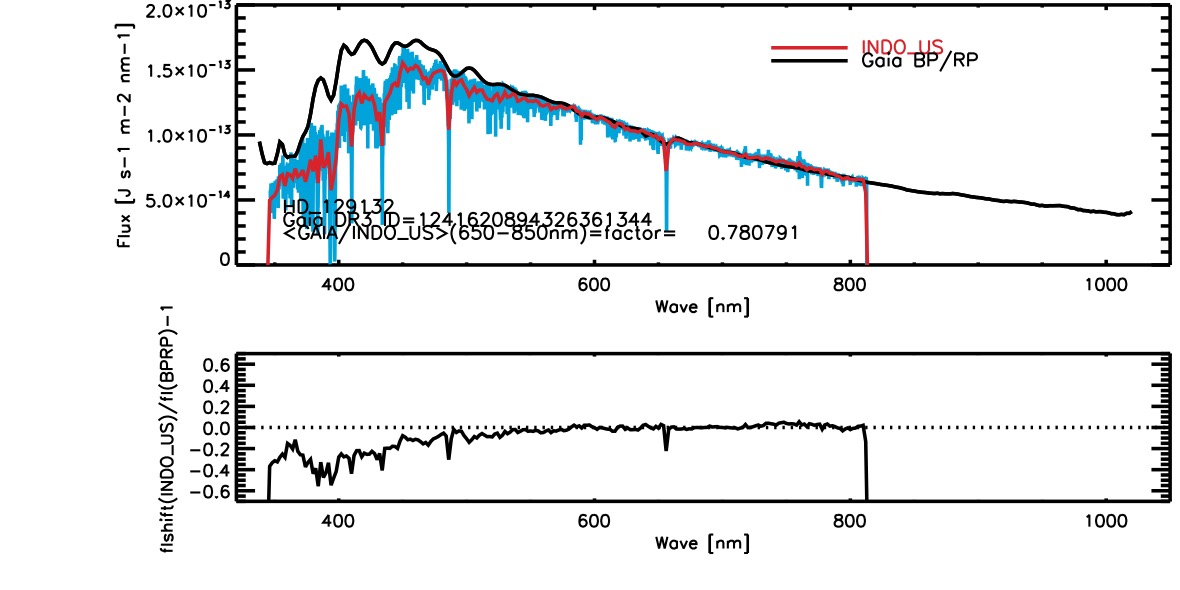 2.0×10−13
1.5×10−13
1.0×10−13
5.0×10−14
0
Flux [J s−1 m−2 nm−1]
INDO_US
Gaia BP/RP
HD_129132
Gaia DR3 ID=1241620894326361344
<GAIA/INDO_US>(650−850nm)=factor= 0.780791
400 600 800 1000
Wave [nm]
flshift(INDO_US)/fl(BPRP)−1
0.6
0.4
0.2
0.0
−0.2
−0.4
−0.6
400 600 800 1000
Wave [nm]